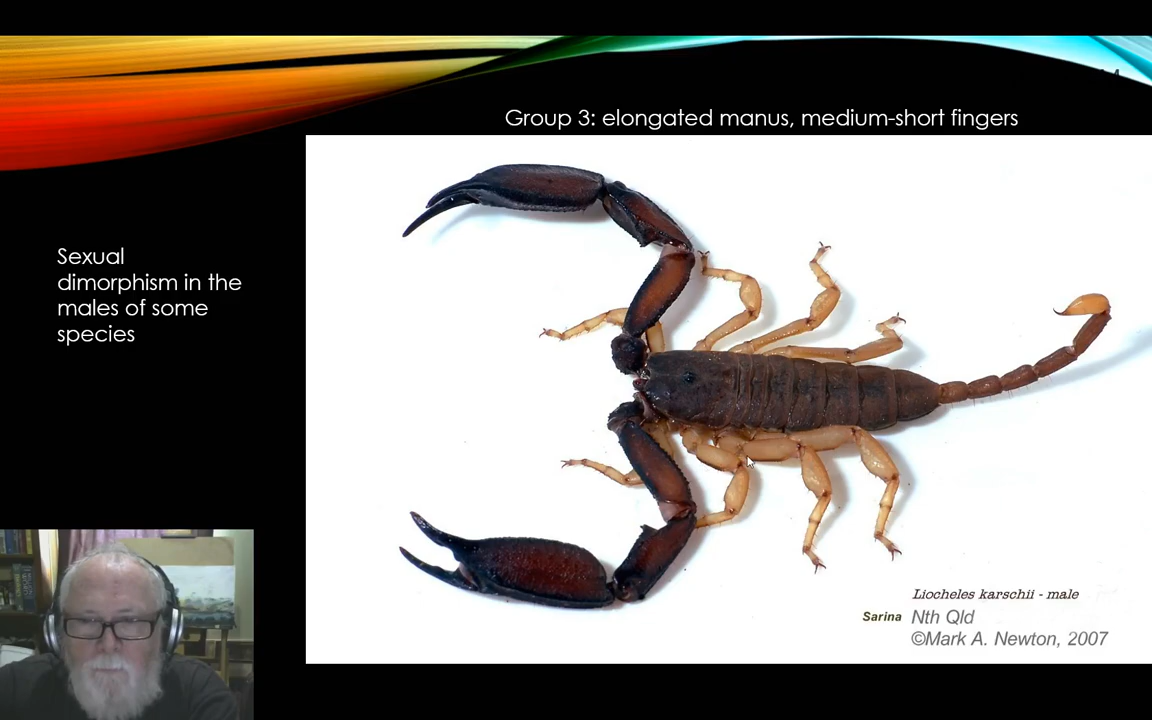 Group 3: elongated manus, medium-short fingers
Sexual
dimorphism in the
males of some
species
Liocheles karschii - male
Sarina Nth Qld
©Mark A. Newton, 2007